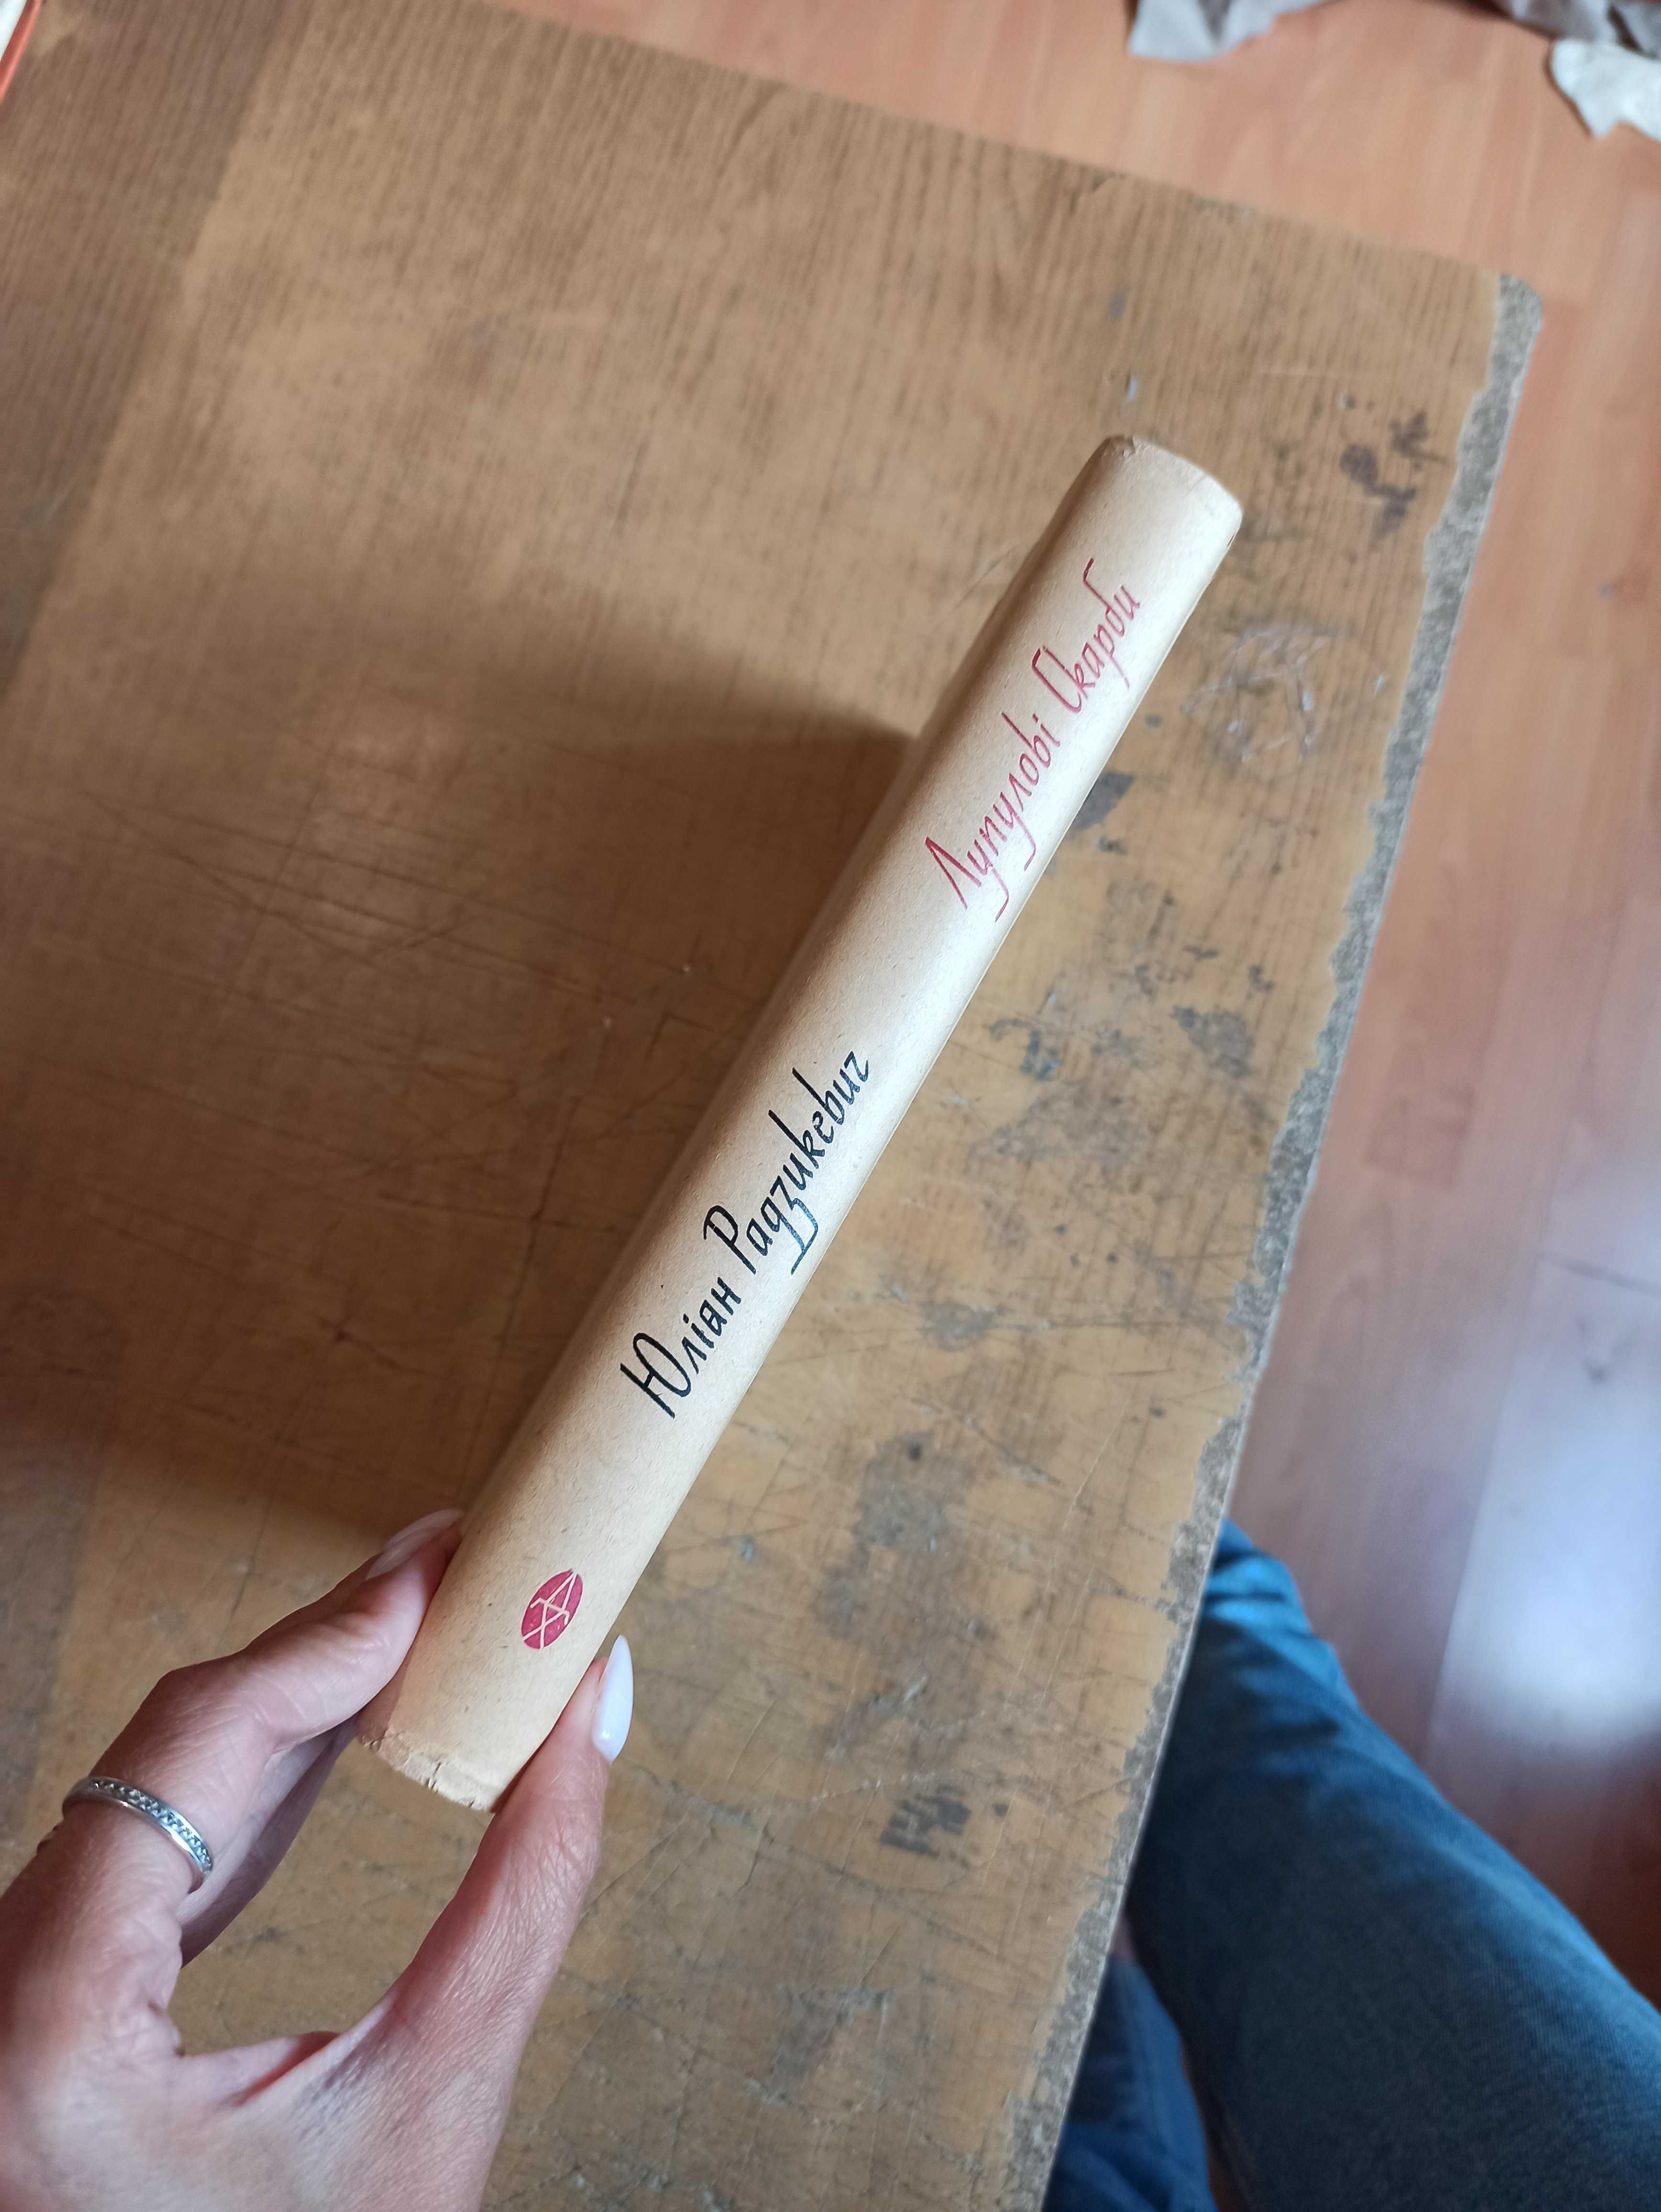 Юліан Радзикевич
Лупулові Скарби